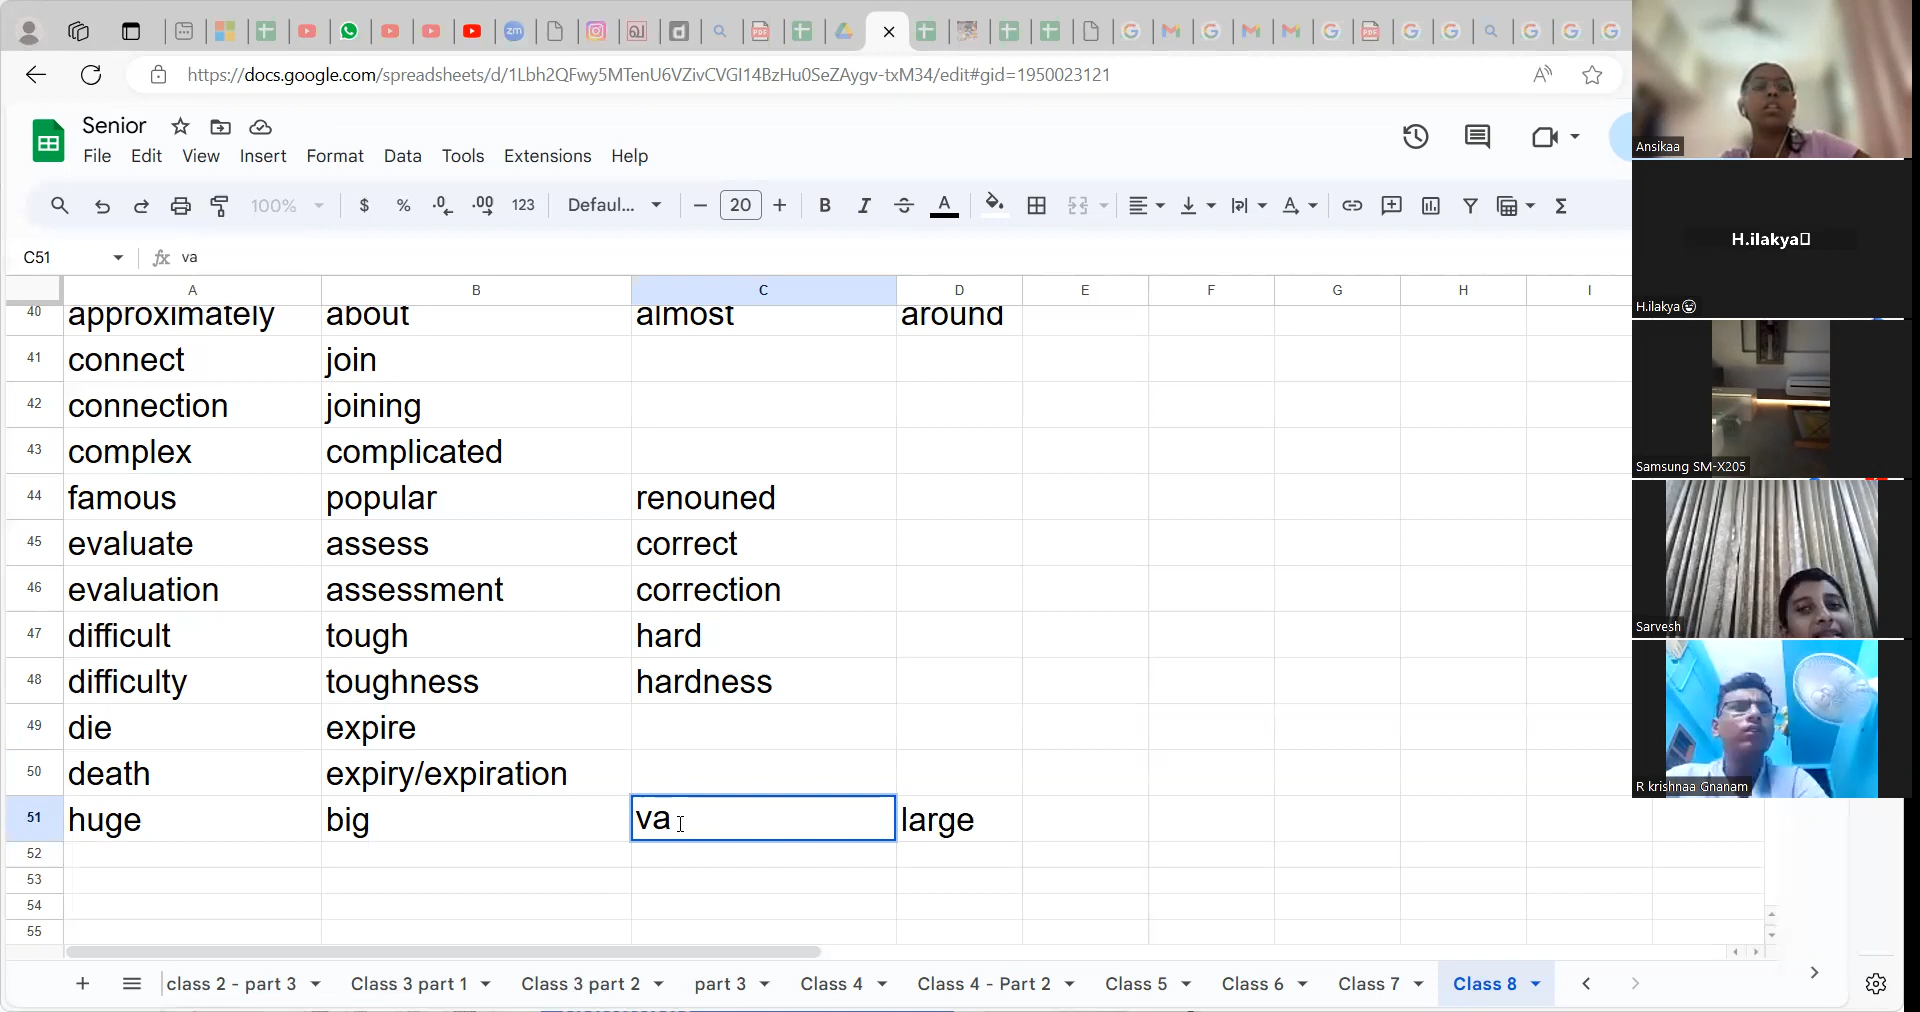 https://docs.google.com/spreadsheets/d/1Lbh2QFwy5MTenU6VZivCVGI14BzHu0SeZAygv-txM34/edit#gid=1950023121
Senior
File Edit View Insert Format Data Tools Extensions Help
100% $ % .0 .00 123 Defaul... 20 B I A
C51 fx va
A B C D E F G H I
40 approximately about almost around
41 connect join
42 connection joining
43 complex complicated
44 famous popular renouned
45 evaluate assess correct
46 evaluation assessment correction
47 difficult tough hard
48 difficulty toughness hardness
49 die expire
50 death expiry/expiration
51 huge big va large
52
53
54
55
class 2 - part 3 Class 3 part 1 Class 3 part 2 part 3 Class 4 Class 4 - Part 2 Class 5 Class 6 Class 7 Class 8
Ansikaa
H.ilakya
H.ilakya😆
Samsung SM-X205
Sarvesh
R krishnaa Gnanam